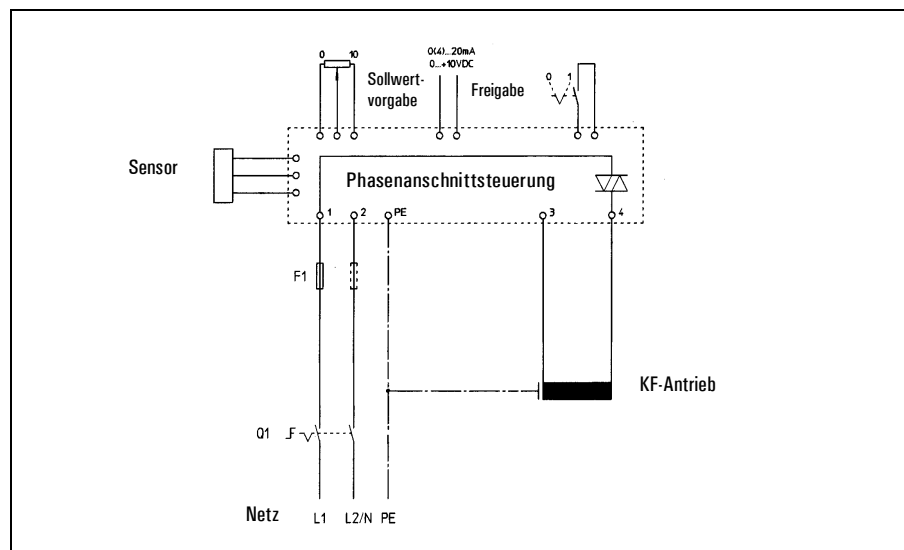 0 10
Sollwert-
vorgabe
0(4)...20mA
0...+10VDC
Freigabe
0 1
Sensor
Phasenanschnittsteuerung
1 2 PE 3 4
F1
KF-Antrieb
Q1
Netz L1 L2/N PE